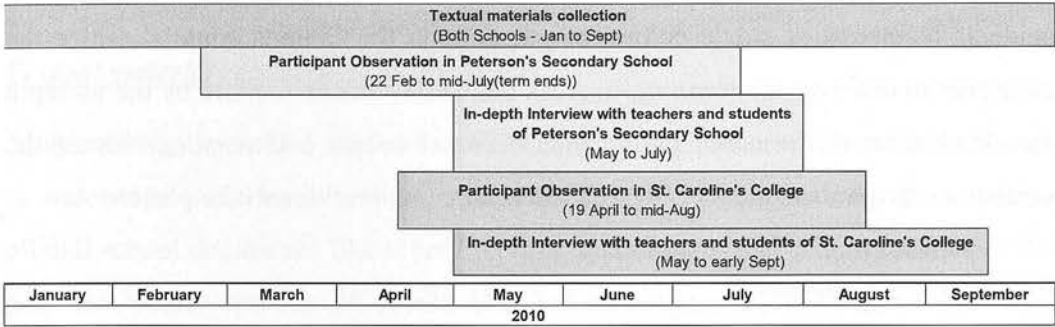 Textual materials collection
(Both Schools - Jan to Sept)
Participant Observation in Peterson's Secondary School
(22 Feb to mid-July(term ends))
In-depth Interview with teachers and students
of Peterson's Secondary School
(May to July)
Participant Observation in St. Caroline's College
(19 April to mid-Aug)
In-depth Interview with teachers and students of St. Caroline's College
(May to early Sept)
January February March April May June July August September
2010